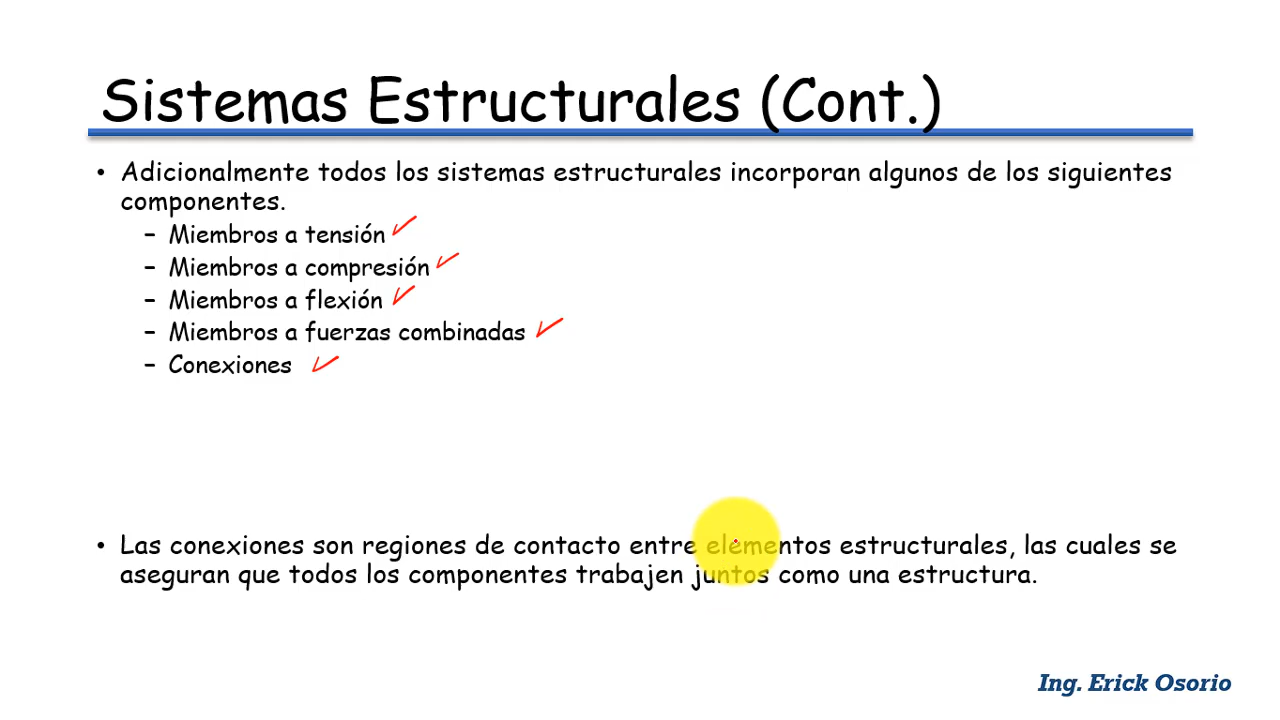 Sistemas Estructurales (Cont.)
• Adicionalmente todos los sistemas estructurales incorporan algunos de los siguientes
componentes.
– Miembros a tensión
– Miembros a compresión
– Miembros a flexión
– Miembros a fuerzas combinadas
– Conexiones
• Las conexiones son regiones de contacto entre elementos estructurales, las cuales se
aseguran que todos los componentes trabajen juntos como una estructura.
Ing. Erick Osorio